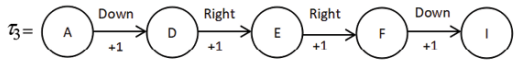 Down Right Right Down
τ₃= A D E F I
+1 +1 +1 +1